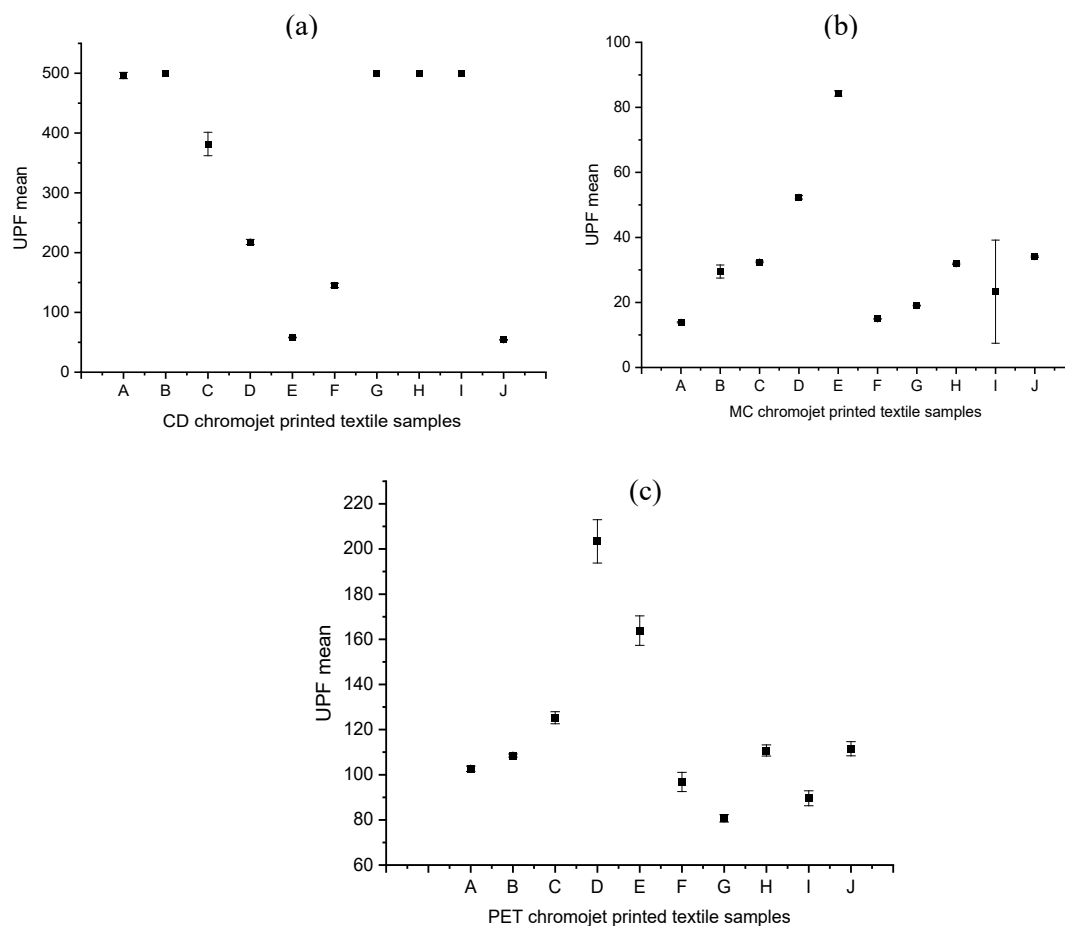 (a)
500
400
300
200
100
0
UPF mean
A B C D E F G H I J
CD chromojet printed textile samples
(b)
100
80
60
40
20
0
UPF mean
A B C D E F G H I J
MC chromojet printed textile samples
(c)
220
200
180
160
140
120
100
80
60
UPF mean
A B C D E F G H I J
PET chromojet printed textile samples